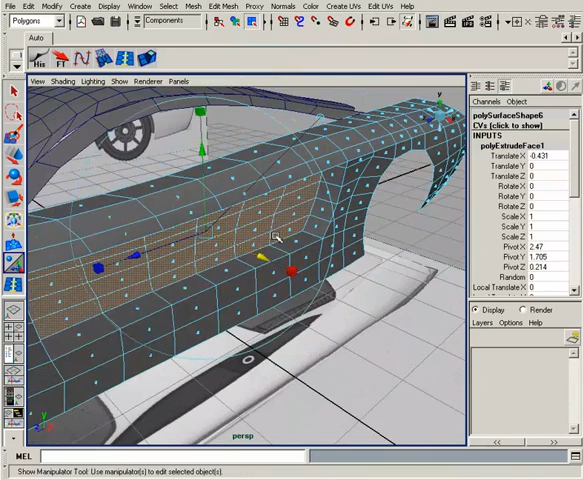 File Edit Modify Create Display Window Select Mesh Edit Mesh Proxy Normals Color Create UVs Edit UVs Help
Polygons
Components
Auto
His FT
View Shading Lighting Show Renderer Panels
Channels Object
polySurfaceShape6
CVs (click to show)
INPUTS
polyExtrudeFace1
Translate X -0.431
Translate Y 0
Translate Z 0
Rotate X 0
Rotate Y 0
Rotate Z 0
Scale X 1
Scale Y 1
Scale Z 1
Pivot X 2.47
Pivot Y 1.705
Pivot Z 0.214
Random 0
Local Translate X 0
Display Render
Layers Options Help
y
y
persp
MEL
Show Manipulator Tool: Use manipulator(s) to edit selected object(s).